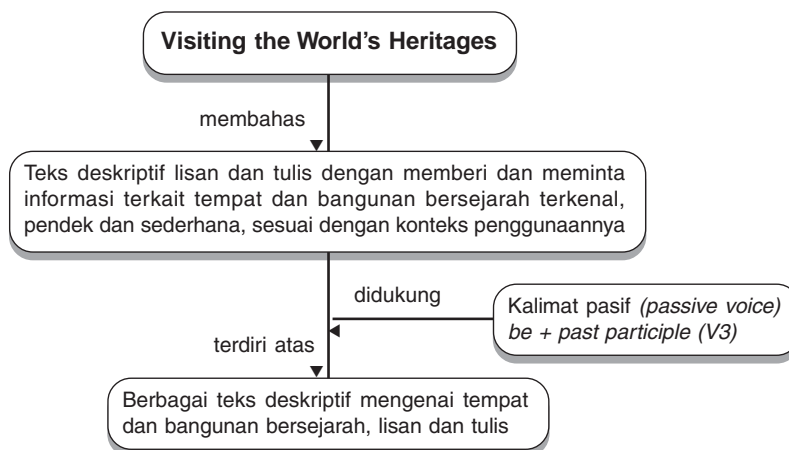 Visiting the World's Heritages
membahas
Teks deskriptif lisan dan tulis dengan memberi dan meminta
informasi terkait tempat dan bangunan bersejarah terkenal,
pendek dan sederhana, sesuai dengan konteks penggunaannya
didukung
Kalimat pasif (passive voice)
be + past participle (V3)
terdiri atas
Berbagai teks deskriptif mengenai tempat
dan bangunan bersejarah, lisan dan tulis